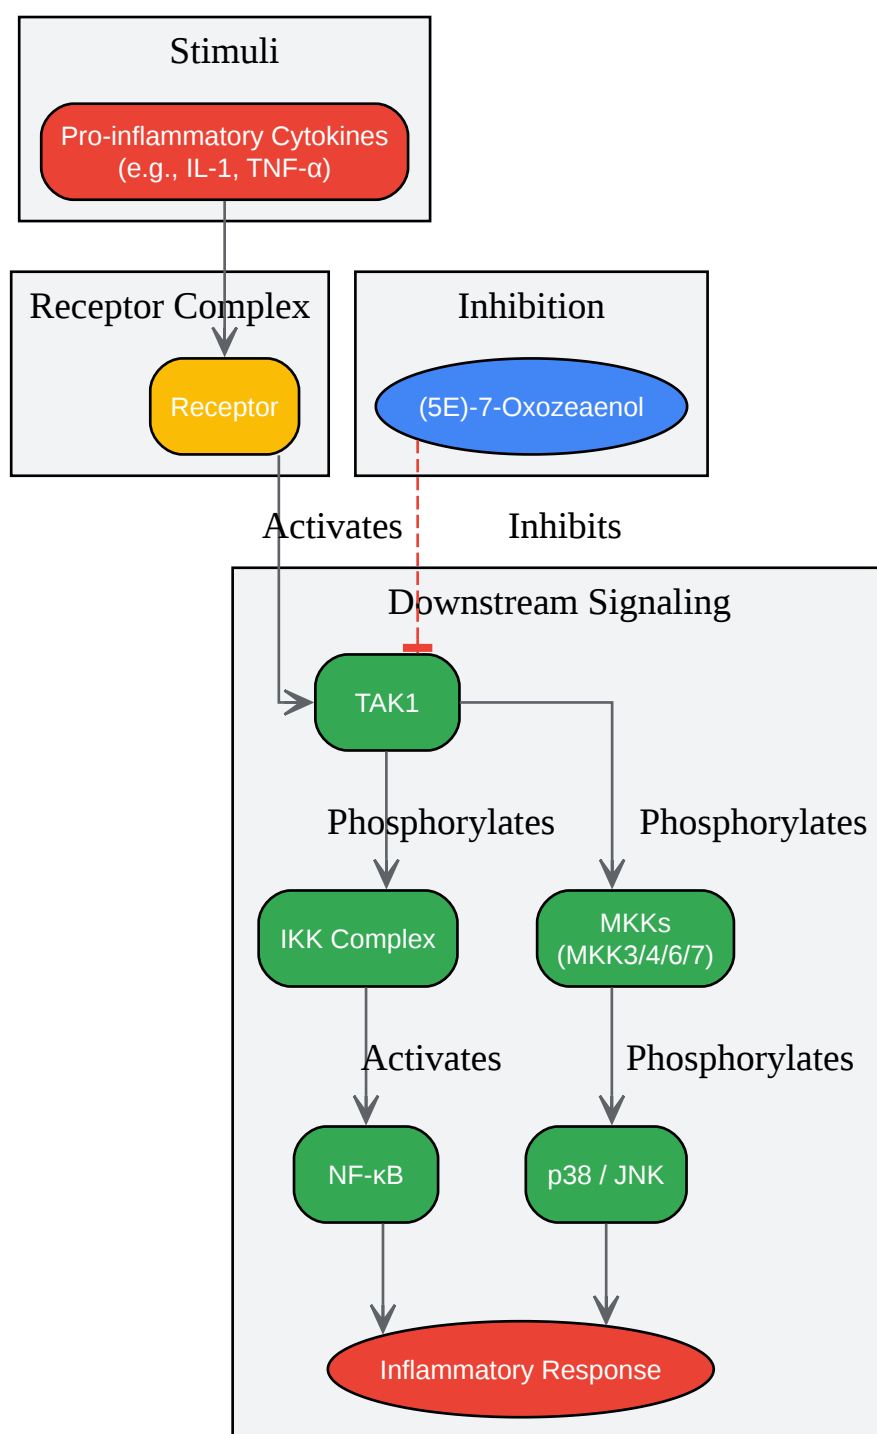 Stimuli
Pro-inflammatory Cytokines
(e.g., IL-1, TNF-α)
Receptor Complex
Inhibition
Receptor
(5E)-7-Oxozeaenol
Activates
Inhibits
Downstream Signaling
TAK1
Phosphorylates
Phosphorylates
IKK Complex
MKKs
(MKK3/4/6/7)
Activates
Phosphorylates
NF-κB
p38 / JNK
Inflammatory Response